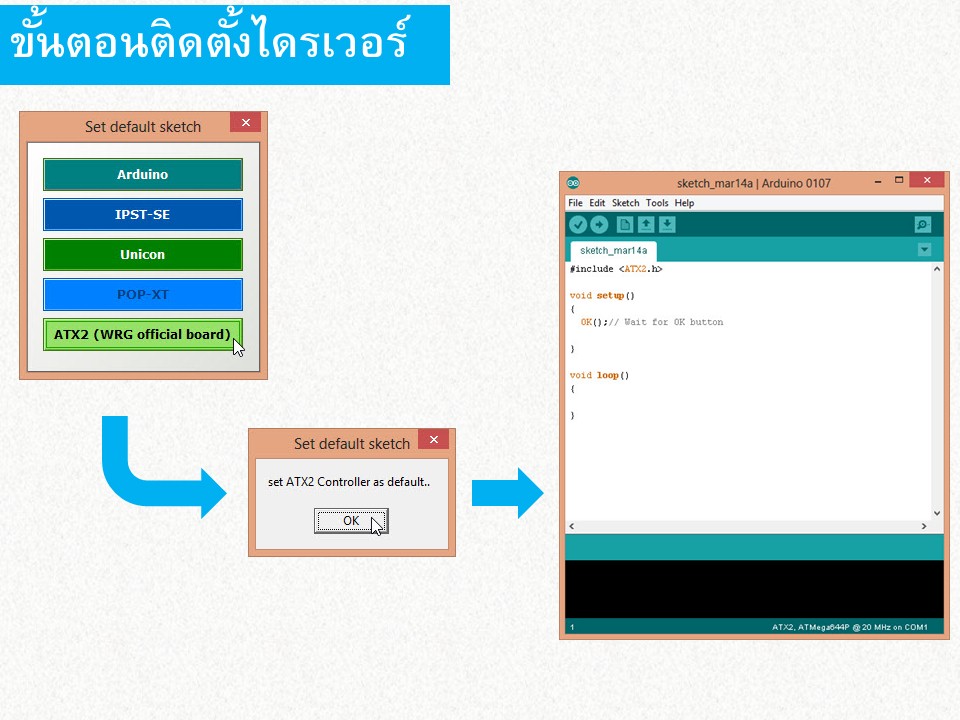 ขั้นตอนติดตั้งไดรเวอร์
Set default sketch
Arduino
IPST-SE
Unicon
POP-XT
ATX2 (WRG official board)
Set default sketch
set ATX2 Controller as default..
OK
sketch_mar14a | Arduino 0107
File Edit Sketch Tools Help
sketch_mar14a
#include <ATX2.h>
void setup()
{
OK();// Wait for OK button
}
void loop()
{
}
1
ATX2, ATMega644P @ 20 MHz on COM1